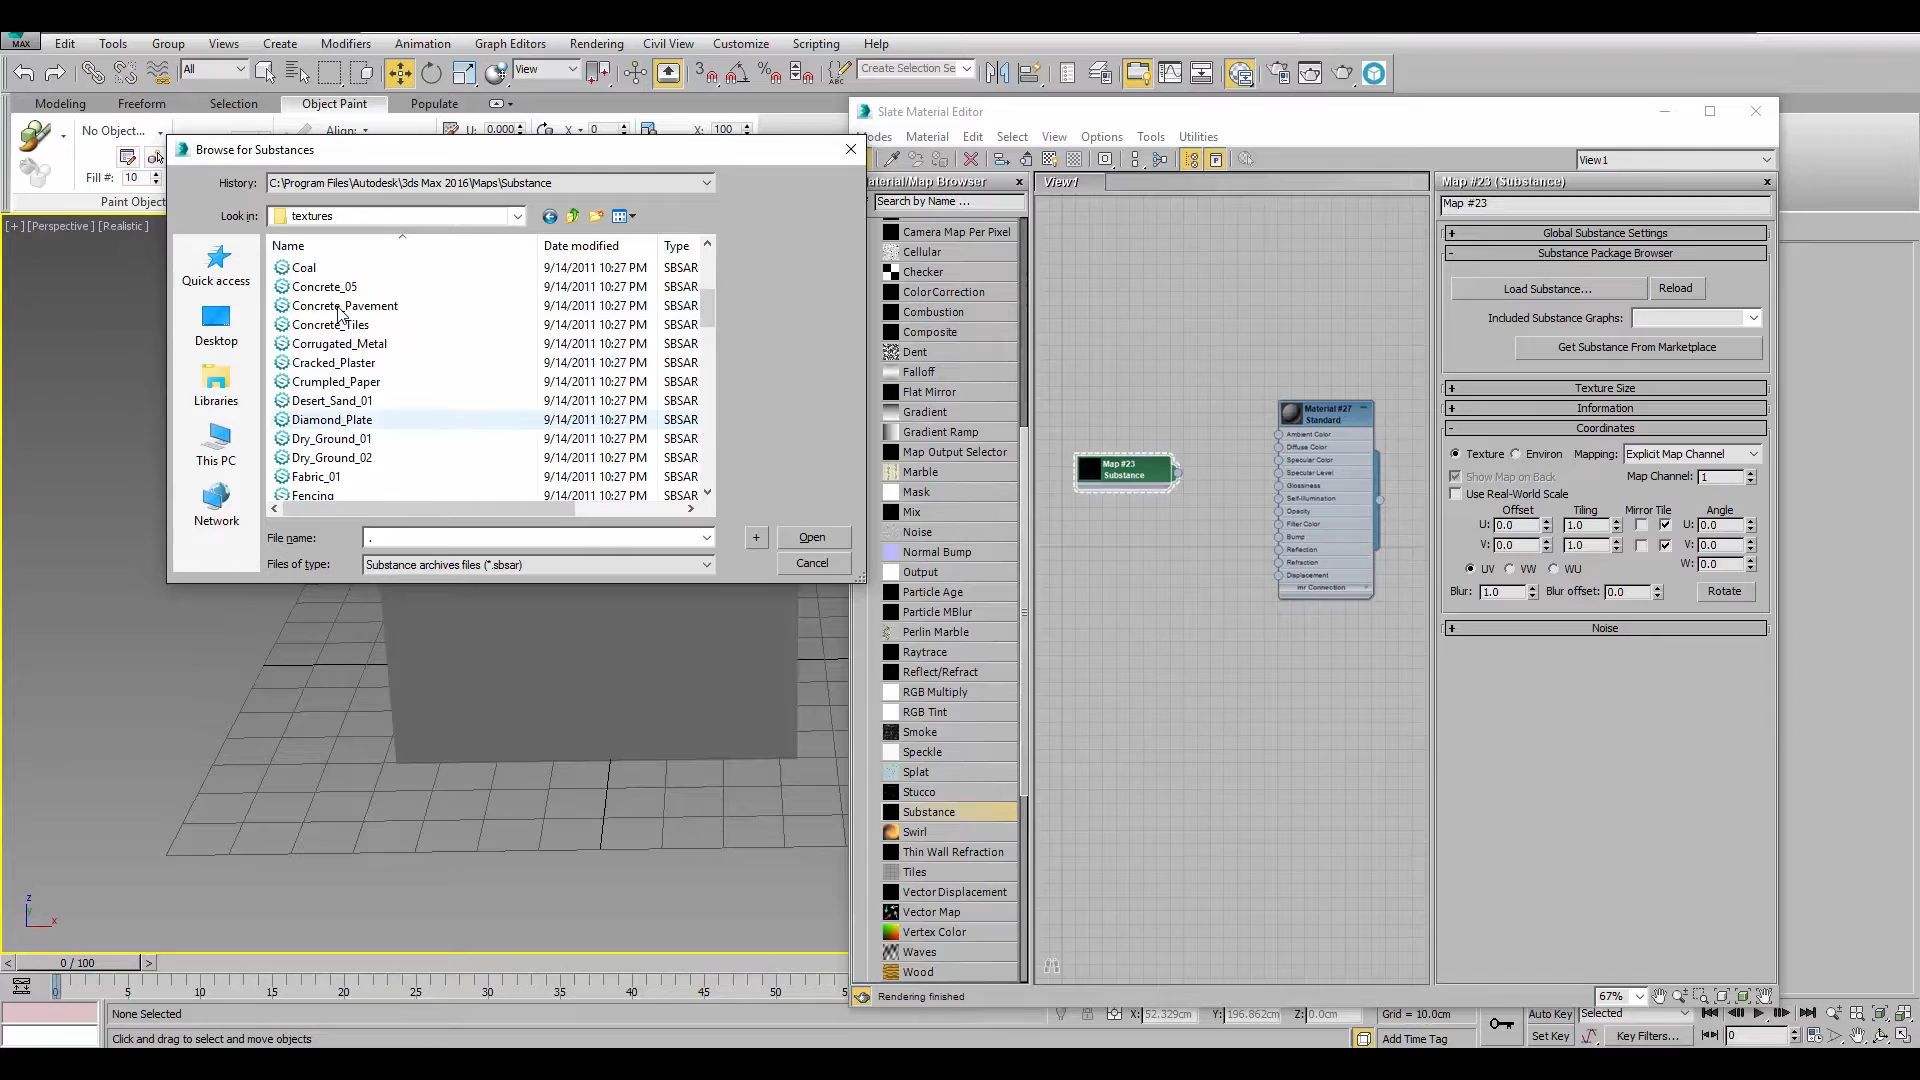 MAX
Edit Tools Group Views Create Modifiers Animation Graph Editors Rendering Civil View Customize Scripting Help
All View Create Selection Se
Modeling Freeform Selection Object Paint Populate
No Object... Align: U: 0.000 X 0 X: 100
Fill #: 10
Paint Object
[+] [Perspective] [Realistic]
Browse for Substances
History: C:\Program Files\Autodesk\3ds Max 2016\Maps\Substance
Look in: textures
Name Date modified Type
Coal 9/14/2011 10:27 PM SBSAR
Concrete_05 9/14/2011 10:27 PM SBSAR
Concrete_Pavement 9/14/2011 10:27 PM SBSAR
Concrete_Tiles 9/14/2011 10:27 PM SBSAR
Corrugated_Metal 9/14/2011 10:27 PM SBSAR
Cracked_Plaster 9/14/2011 10:27 PM SBSAR
Crumpled_Paper 9/14/2011 10:27 PM SBSAR
Desert_Sand_01 9/14/2011 10:27 PM SBSAR
Diamond_Plate 9/14/2011 10:27 PM SBSAR
Dry_Ground_01 9/14/2011 10:27 PM SBSAR
Dry_Ground_02 9/14/2011 10:27 PM SBSAR
Fabric_01 9/14/2011 10:27 PM SBSAR
Fencing 9/14/2011 10:27 PM SBSAR
Quick access
Desktop
Libraries
This PC
Network
File name: . + Open
Files of type: Substance archives files (*.sbsar) Cancel
Slate Material Editor
odes Material Edit Select View Options Tools Utilities
View1
aterial/Map Browser
Search by Name ...
Camera Map Per Pixel
Cellular
Checker
ColorCorrection
Combustion
Composite
Dent
Falloff
Flat Mirror
Gradient
Gradient Ramp
Map Output Selector
Marble
Mask
Mix
Noise
Normal Bump
Output
Particle Age
Particle MBlur
Perlin Marble
Raytrace
Reflect/Refract
RGB Multiply
RGB Tint
Smoke
Speckle
Splat
Stucco
Substance
Swirl
Thin Wall Refraction
Tiles
Vector Displacement
Vector Map
Vertex Color
Waves
Wood
View1
Map #23
Substance
Material #27
Standard
Ambient Color
Diffuse Color
Specular Color
Specular Level
Glossiness
Self-Illumination
Opacity
Filter Color
Bump
Reflection
Refraction
Displacement
mr Connection
Map #23 (Substance)
Map #23
+ Global Substance Settings
- Substance Package Browser
Load Substance... Reload
Included Substance Graphs:
Get Substance From Marketplace
+ Texture Size
+ Information
- Coordinates
Texture Environ Mapping: Explicit Map Channel
Show Map on Back Map Channel: 1
Use Real-World Scale
Offset Tiling Mirror Tile Angle
U: 0.0 1.0 U: 0.0
V: 0.0 1.0 V: 0.0
UV VW WU W: 0.0
Blur: 1.0 Blur offset: 0.0 Rotate
+ Noise
Rendering finished
67%
z
x
< 0 / 100 >
0 5 10 15 20 25 30 35 40 45 50
None Selected
Click and drag to select and move objects
X: 52.329cm Y: 196.862cm Z: 0.0cm Grid = 10.0cm
Add Time Tag
Auto Key Selected
Set Key Key Filters... 0